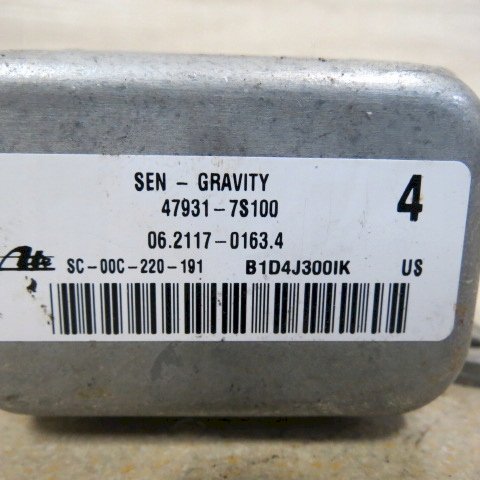 SEN - GRAVITY
47931-7S100
4
06.2117-0163.4
Ate SC-00C-220-191 B1D4J300IK US